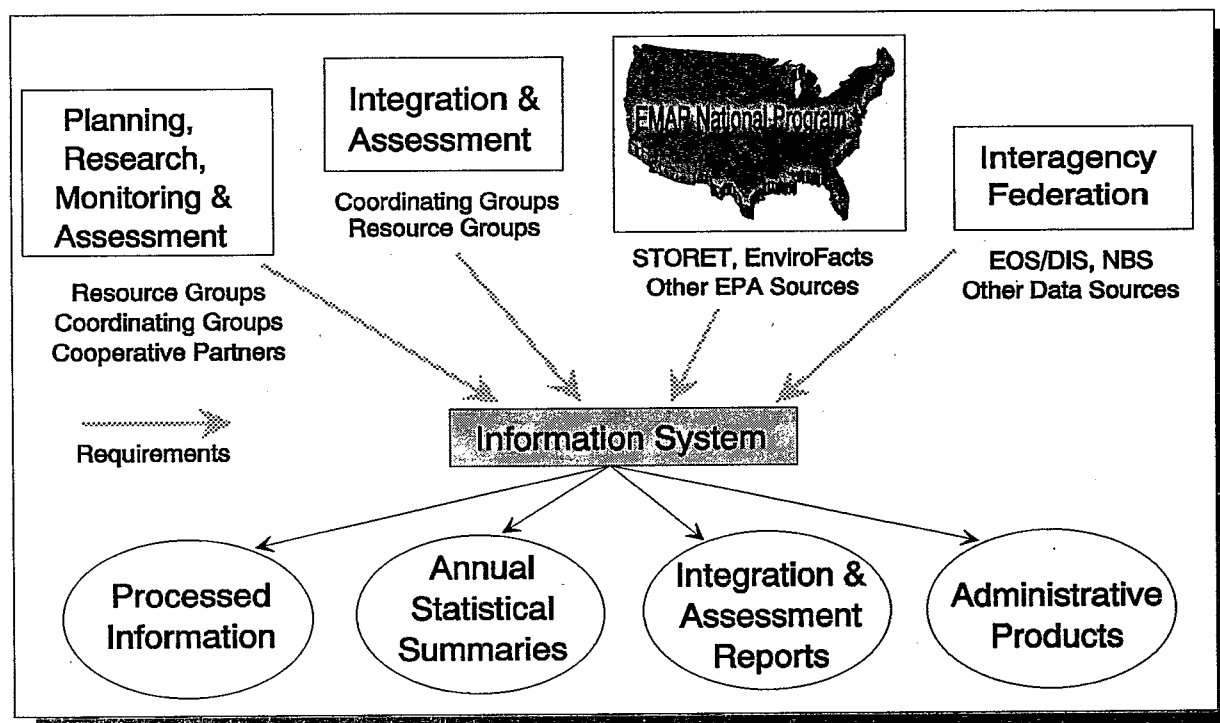 Planning,
Research,
Monitoring &
Assessment
Resource Groups
Coordinating Groups
Cooperative Partners
Integration &
Assessment
Coordinating Groups
Resource Groups
EMAP National Program
STORET, EnviroFacts
Other EPA Sources
Interagency
Federation
EOS/DIS, NBS
Other Data Sources
Requirements
Information System
Processed
Information
Annual
Statistical
Summaries
Integration &
Assessment
Reports
Administrative
Products